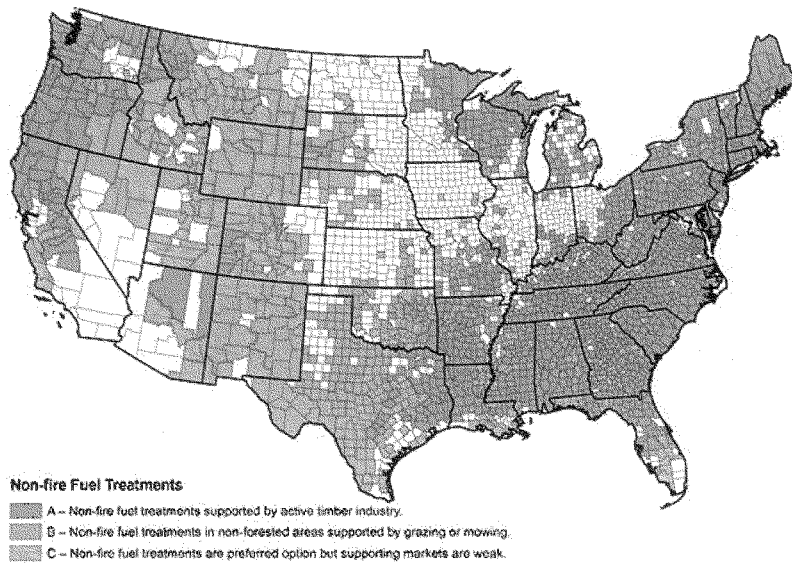 Non-fire Fuel Treatments
A – Non-fire fuel treatments supported by active timber industry.
B – Non-fire fuel treatments in non-forested areas supported by grazing or mowing.
C – Non-fire fuel treatments are preferred option but supporting markets are weak.